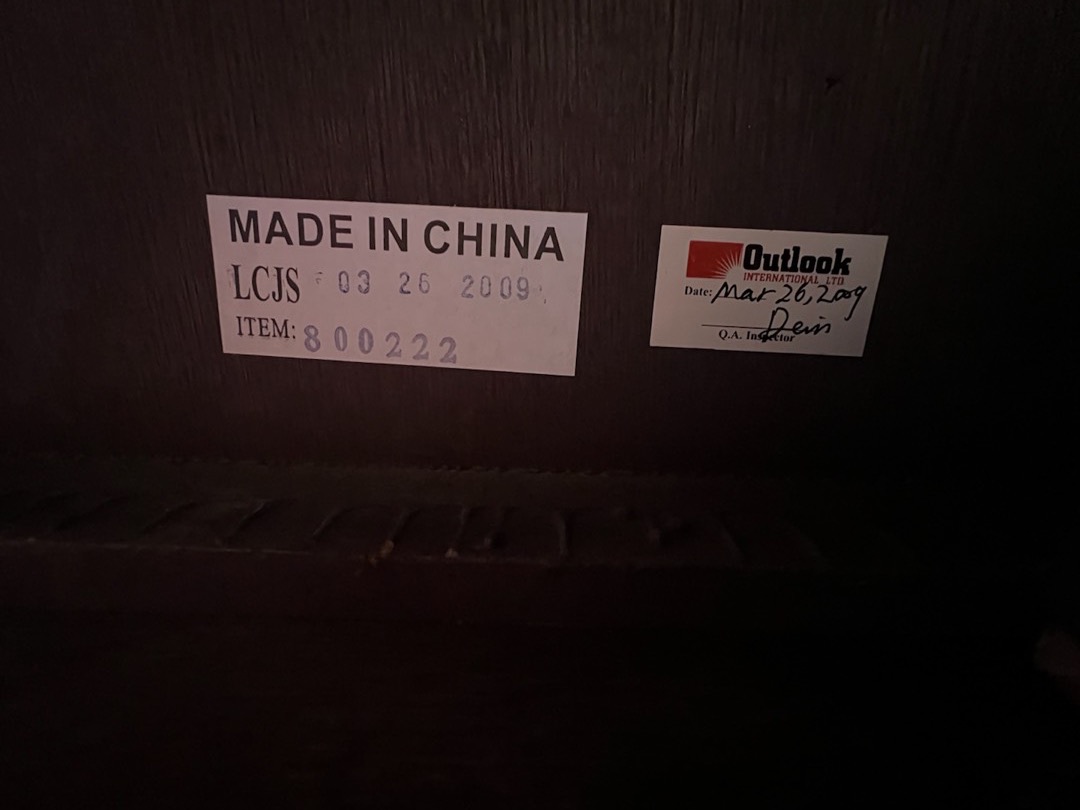 MADE IN CHINA
LCJS 03 26 2009
ITEM: 800222
Outlook
INTERNATIONAL LTD.
Date: Mar 26, 2009
Q.A. Inspector